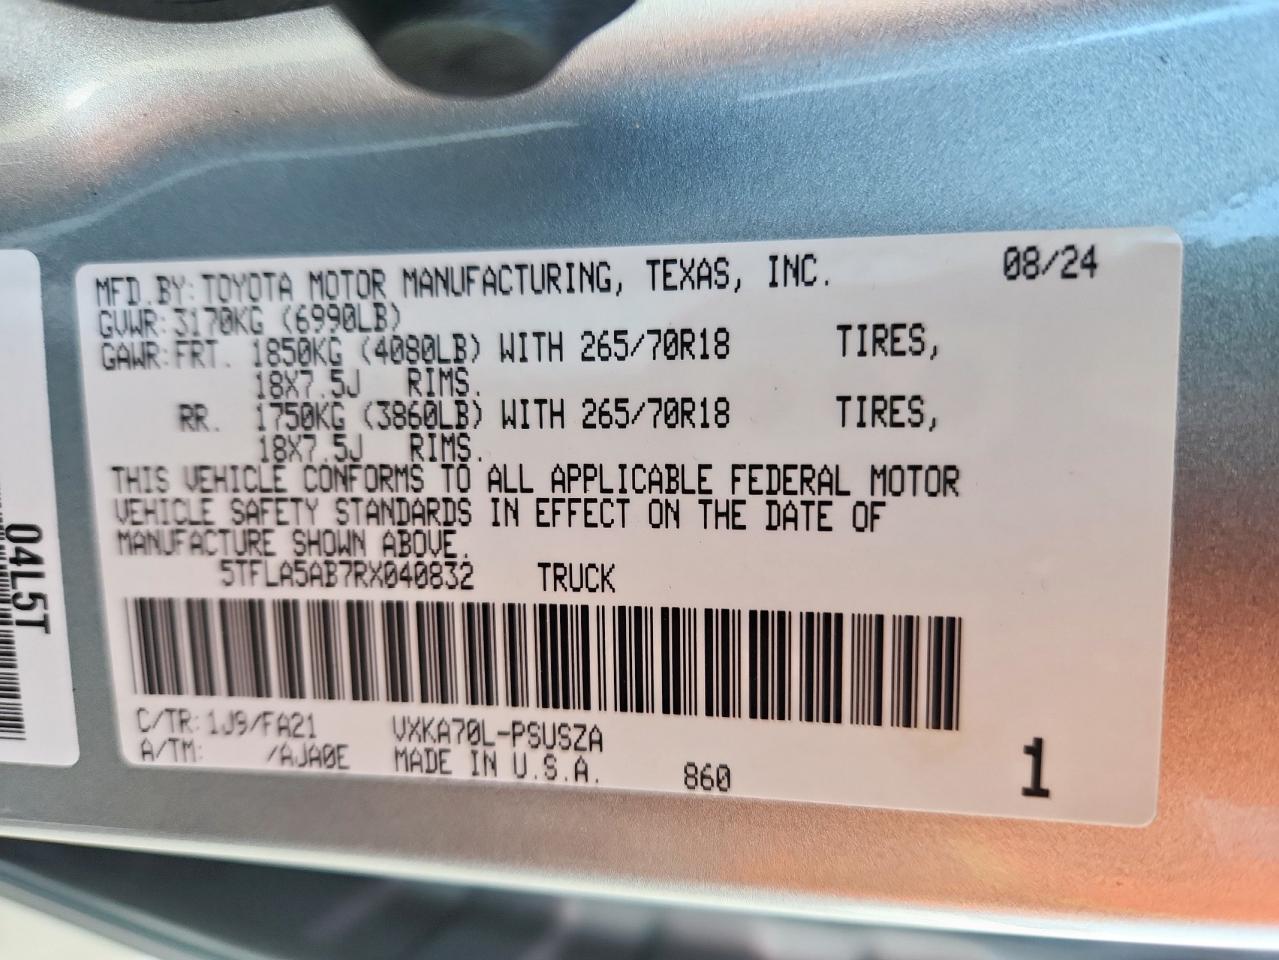 MFD.BY:TOYOTA MOTOR MANUFACTURING, TEXAS, INC. 08/24
GVWR:3170KG (6990LB)
GAWR:FRT. 1850KG (4080LB) WITH 265/70R18 TIRES,
18X7.5J RIMS.
RR. 1750KG (3860LB) WITH 265/70R18 TIRES,
18X7.5J RIMS.
THIS VEHICLE CONFORMS TO ALL APPLICABLE FEDERAL MOTOR
VEHICLE SAFETY STANDARDS IN EFFECT ON THE DATE OF
MANUFACTURE SHOWN ABOVE.
5TFLA5AB7RX040832 TRUCK
C/TR:1J9/FA21 VXKA70L-PSUSZA
A/TM: /AJA0E MADE IN U.S.A. 860 1
04L5T